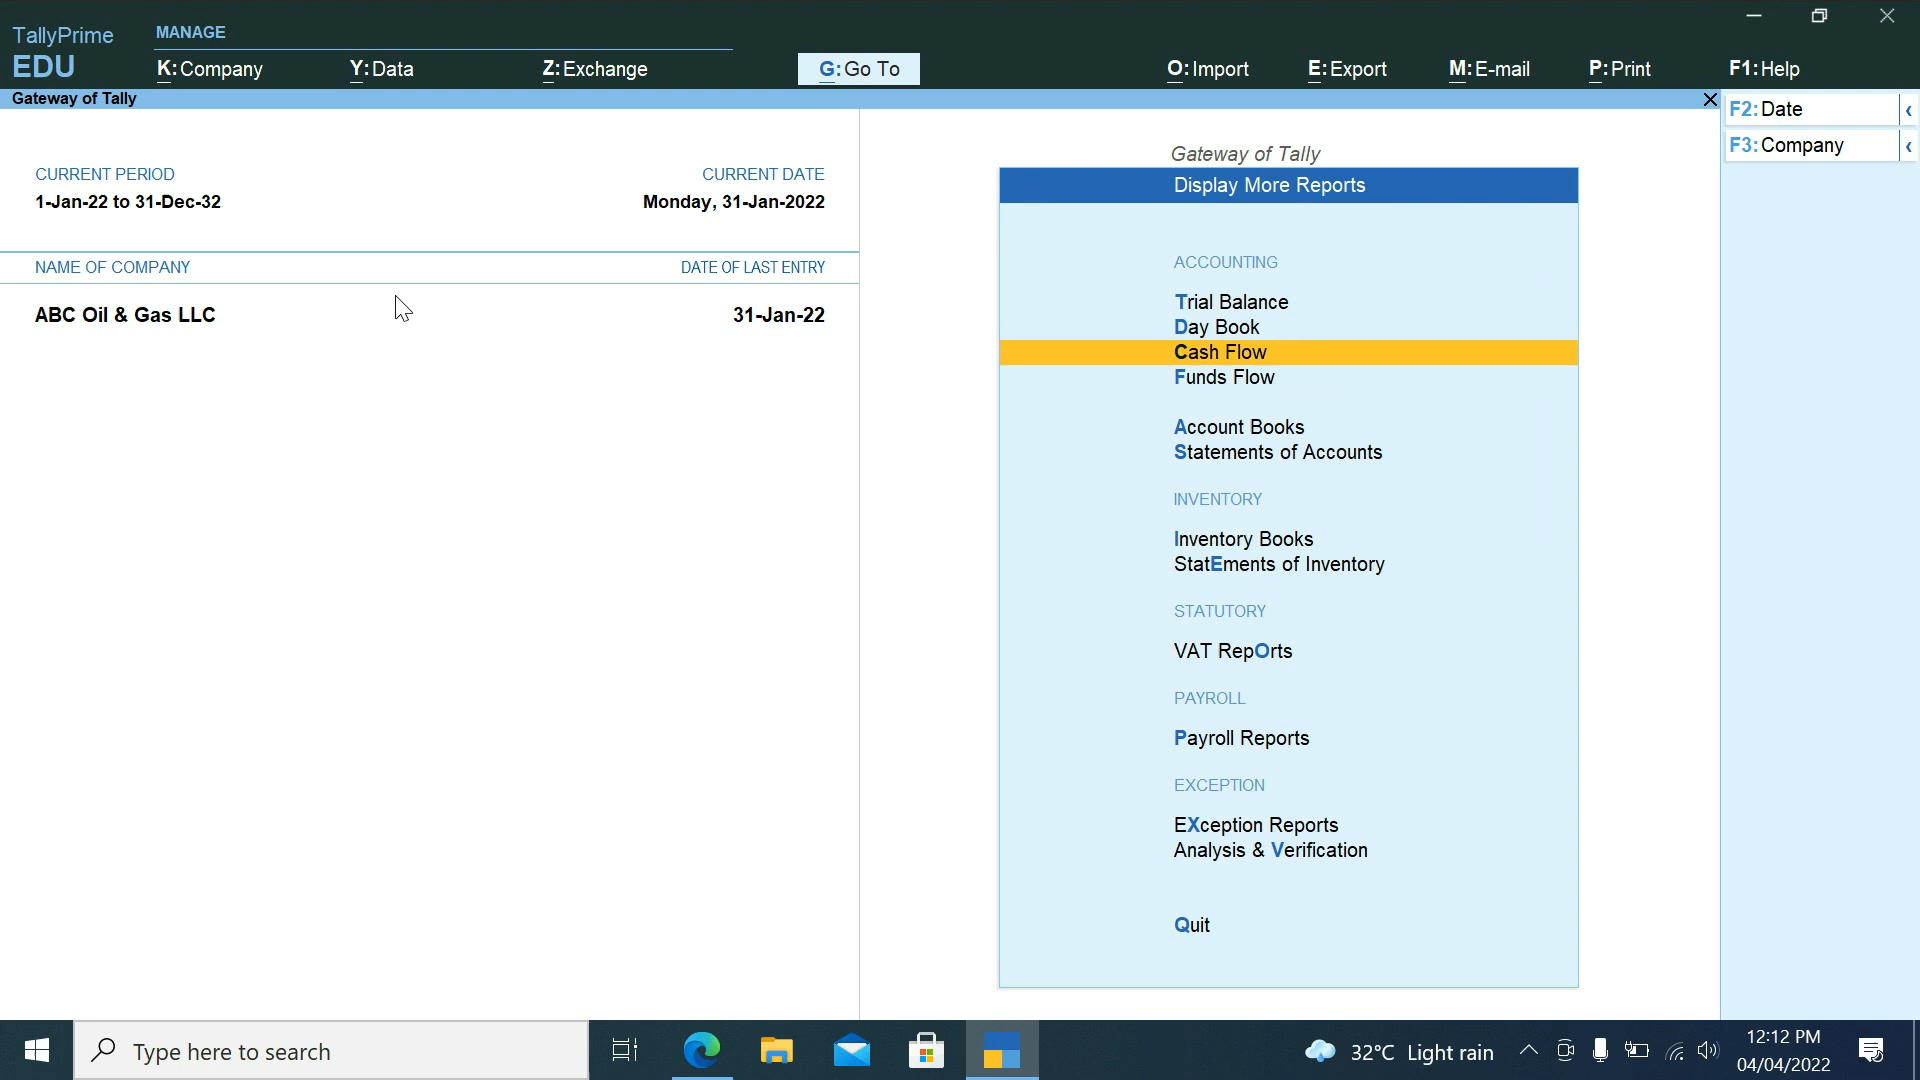 TallyPrime
EDU
MANAGE
K:Company
Y:Data
Z:Exchange
G:Go To
O:Import
E:Export
M:E-mail
P:Print
F1:Help
Gateway of Tally
F2:Date
F3:Company
CURRENT PERIOD
CURRENT DATE
1-Jan-22 to 31-Dec-32
Monday, 31-Jan-2022
NAME OF COMPANY
DATE OF LAST ENTRY
ABC Oil & Gas LLC
31-Jan-22
Gateway of Tally
Display More Reports
ACCOUNTING
Trial Balance
Day Book
Cash Flow
Funds Flow
Account Books
Statements of Accounts
INVENTORY
Inventory Books
StatEments of Inventory
STATUTORY
VAT RepOrts
PAYROLL
Payroll Reports
EXCEPTION
EXception Reports
Analysis & Verification
Quit
Type here to search
32°C Light rain
12:12 PM
04/04/2022